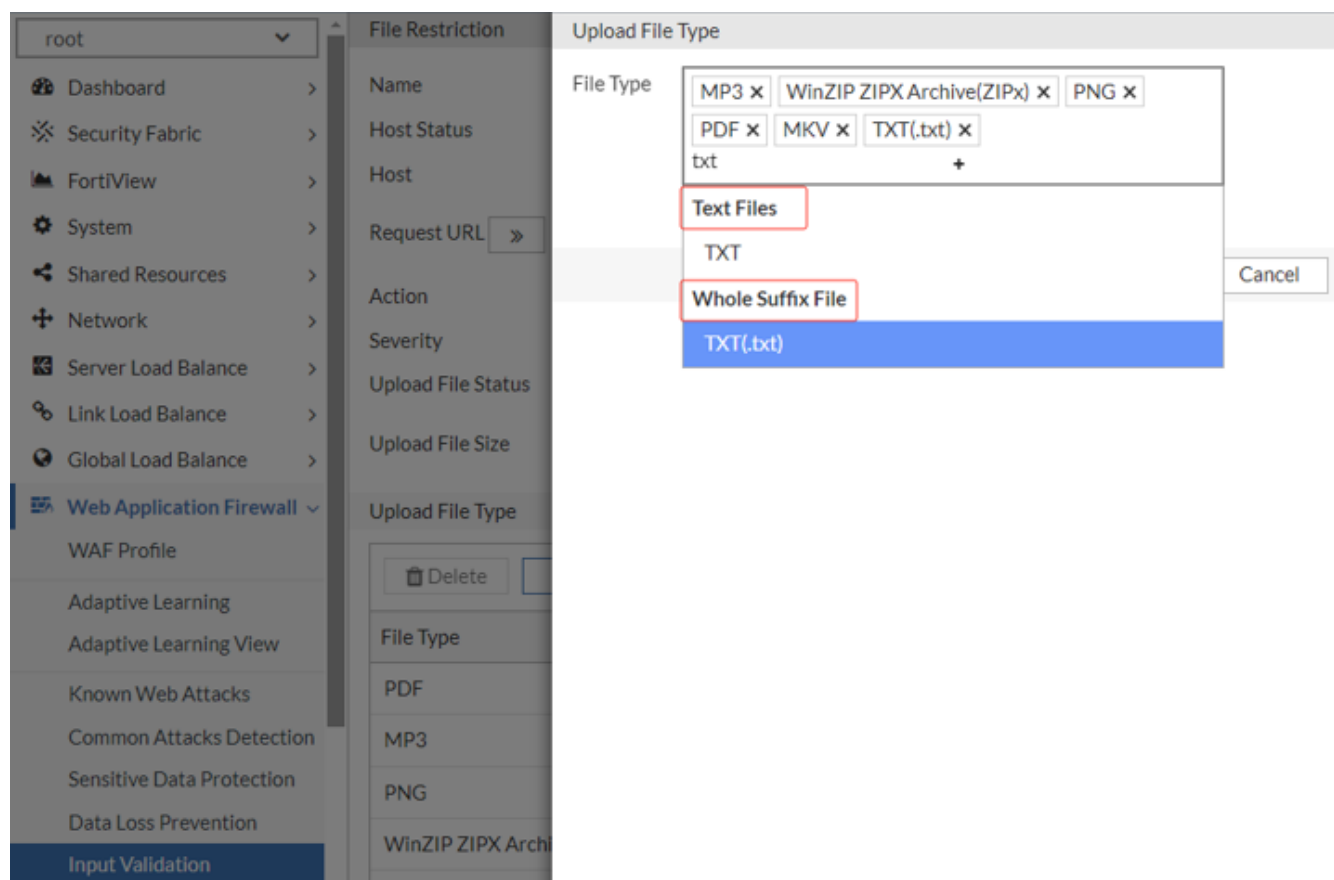 root
Dashboard
Security Fabric
FortiView
System
Shared Resources
Network
Server Load Balance
Link Load Balance
Global Load Balance
Web Application Firewall
WAF Profile
Adaptive Learning
Adaptive Learning View
Known Web Attacks
Common Attacks Detection
Sensitive Data Protection
Data Loss Prevention
Input Validation
File Restriction
Name
Host Status
Host
Request URL »
Action
Severity
Upload File Status
Upload File Size
Upload File Type
Delete
File Type
PDF
MP3
PNG
WinZIP ZIPX Archi
Upload File Type
File Type
MP3 × WinZIP ZIPX Archive(ZIPx) × PNG ×
PDF × MKV × TXT(.txt) ×
txt +
Text Files
TXT
Whole Suffix File
TXT(.txt)
Cancel